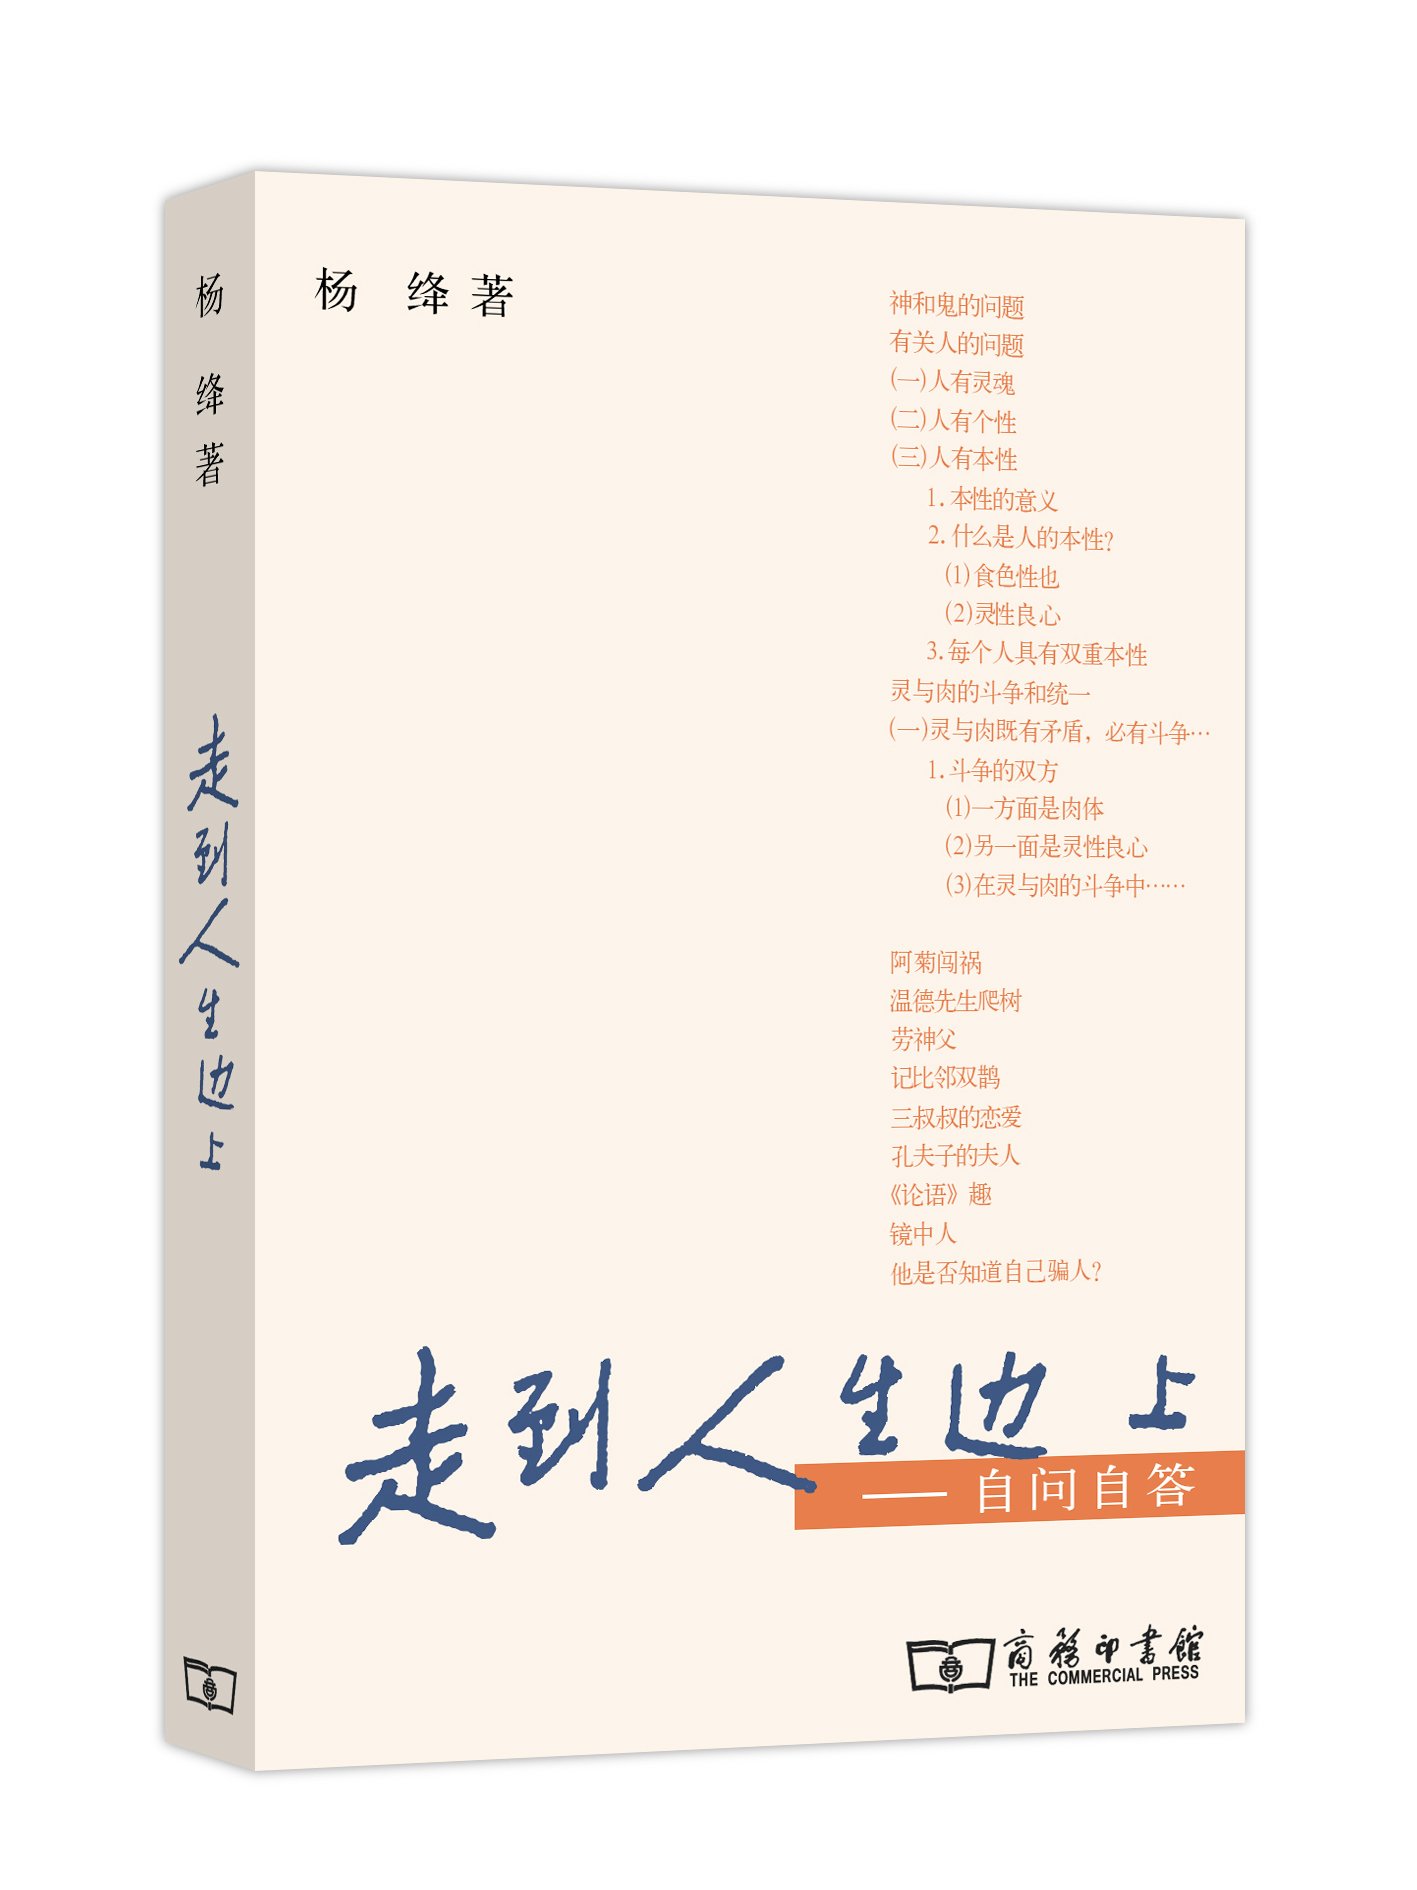 杨 绛 著
走到人生边上
杨 绛 著
神和鬼的问题
有关人的问题
(一)人有灵魂
(二)人有个性
(三)人有本性
1. 本性的意义
2. 什么是人的本性?
(1)食色性也
(2)灵性良心
3. 每个人具有双重本性
灵与肉的斗争和统一
(一)灵与肉既有矛盾，必有斗争…
1. 斗争的双方
(1)一方面是肉体
(2)另一面是灵性良心
(3)在灵与肉的斗争中……
阿菊闯祸
温德先生爬树
劳神父
记比邻双鹊
三叔叔的恋爱
孔夫子的夫人
《论语》趣
镜中人
他是否知道自己骗人?
走到人生边上
——自问自答
商務印書館
THE COMMERCIAL PRESS